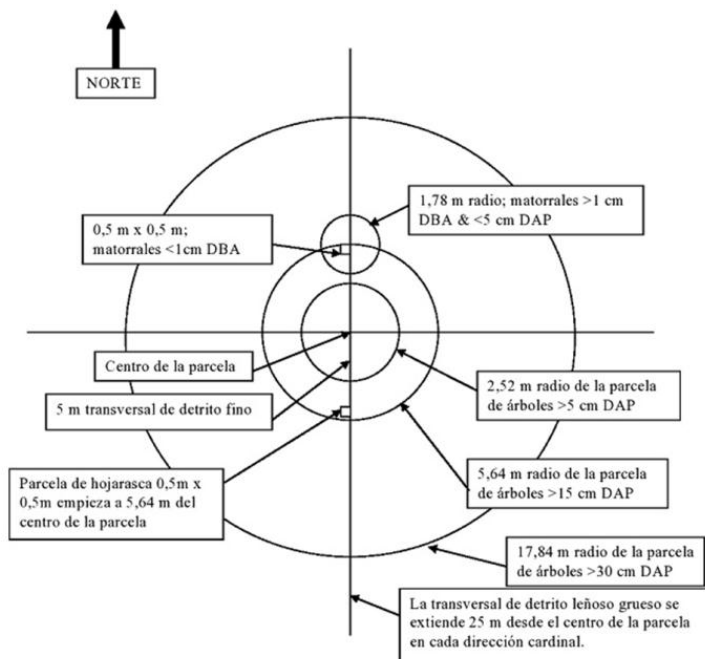 NORTE
1,78 m radio; matorrales >1 cm
DBA & <5 cm DAP
0,5 m x 0,5 m;
matorrales <1cm DBA
Centro de la parcela
5 m transversal de detrito fino
2,52 m radio de la parcela
de árboles >5 cm DAP
Parcela de hojarasca 0,5m x
0,5m empieza a 5,64 m del
centro de la parcela
5,64 m radio de la parcela
de árboles >15 cm DAP
17,84 m radio de la parcela
de árboles >30 cm DAP
La transversal de detrito leñoso grueso se
extiende 25 m desde el centro de la parcela
en cada dirección cardinal.